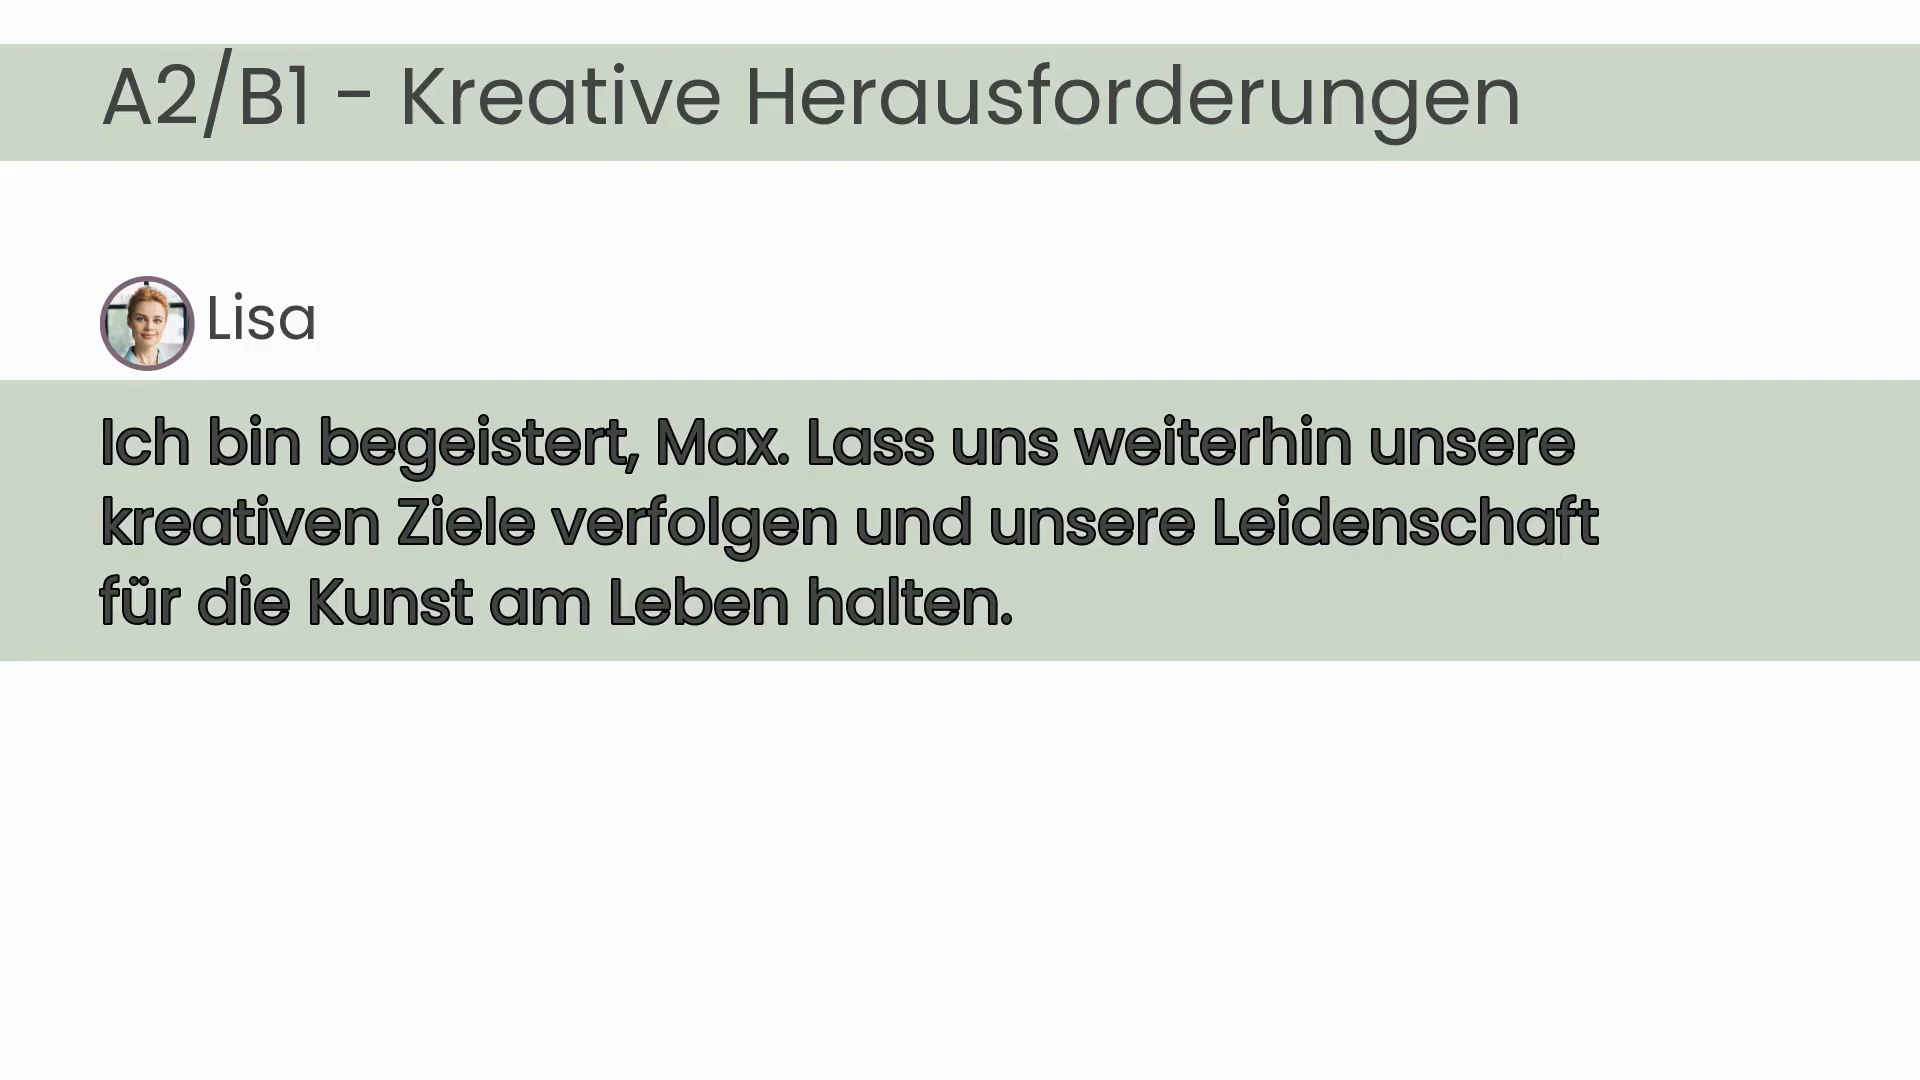 A2/B1 - Kreative Herausforderungen
Lisa
Ich bin begeistert, Max. Lass uns weiterhin unsere
kreativen Ziele verfolgen und unsere Leidenschaft
für die Kunst am Leben halten.